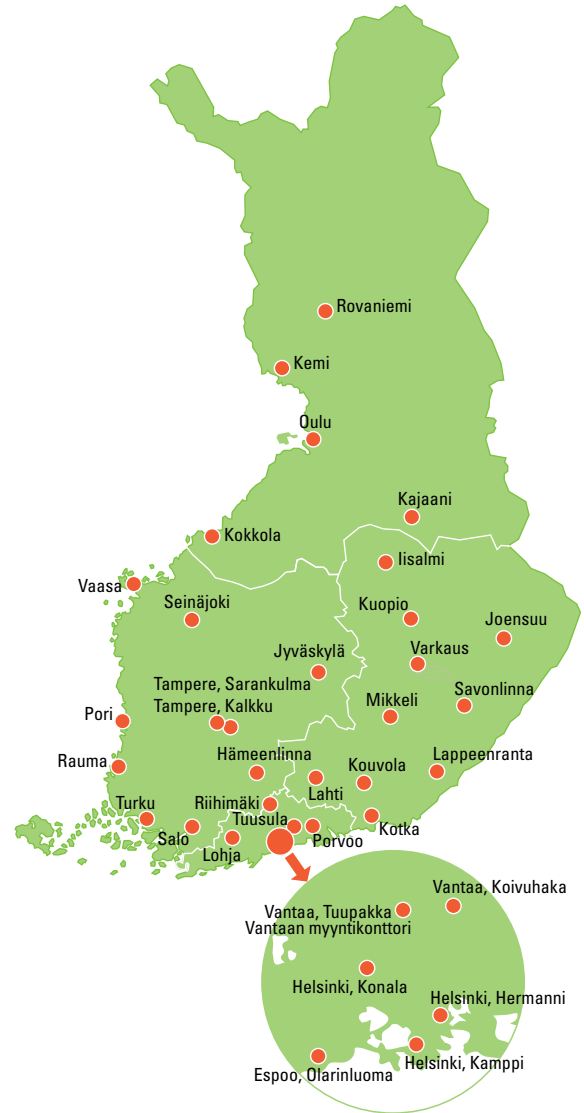 Rovaniemi
Kemi
Oulu
Kajaani
Kokkola
Iisalmi
Vaasa
Seinäjoki
Kuopio
Joensuu
Jyväskylä
Varkaus
Tampere, Sarankulma
Tampere, Kalkku
Mikkeli
Savonlinna
Pori
Rauma
Hämeenlinna
Kouvola
Lappeenranta
Lahti
Turku
Riihimäki
Tuusula
Kotka
Salo
Lohja
Porvoo
Vantaa, Koivuhaka
Vantaa, Tuupakka
Vantaan myyntikonttori
Helsinki, Konala
Helsinki, Hermanni
Helsinki, Kamppi
Espoo, Olarinluoma